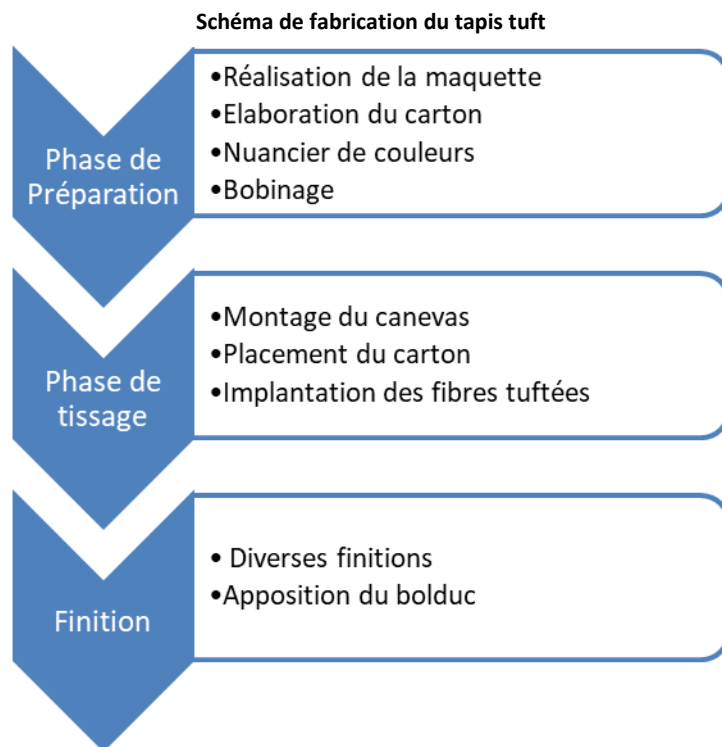 Schéma de fabrication du tapis tuft
Phase de
Préparation
•Réalisation de la maquette
•Elaboration du carton
•Nuancier de couleurs
•Bobinage
Phase de
tissage
•Montage du canevas
•Placement du carton
•Implantation des fibres tuftées
Finition
• Diverses finitions
•Apposition du bolduc